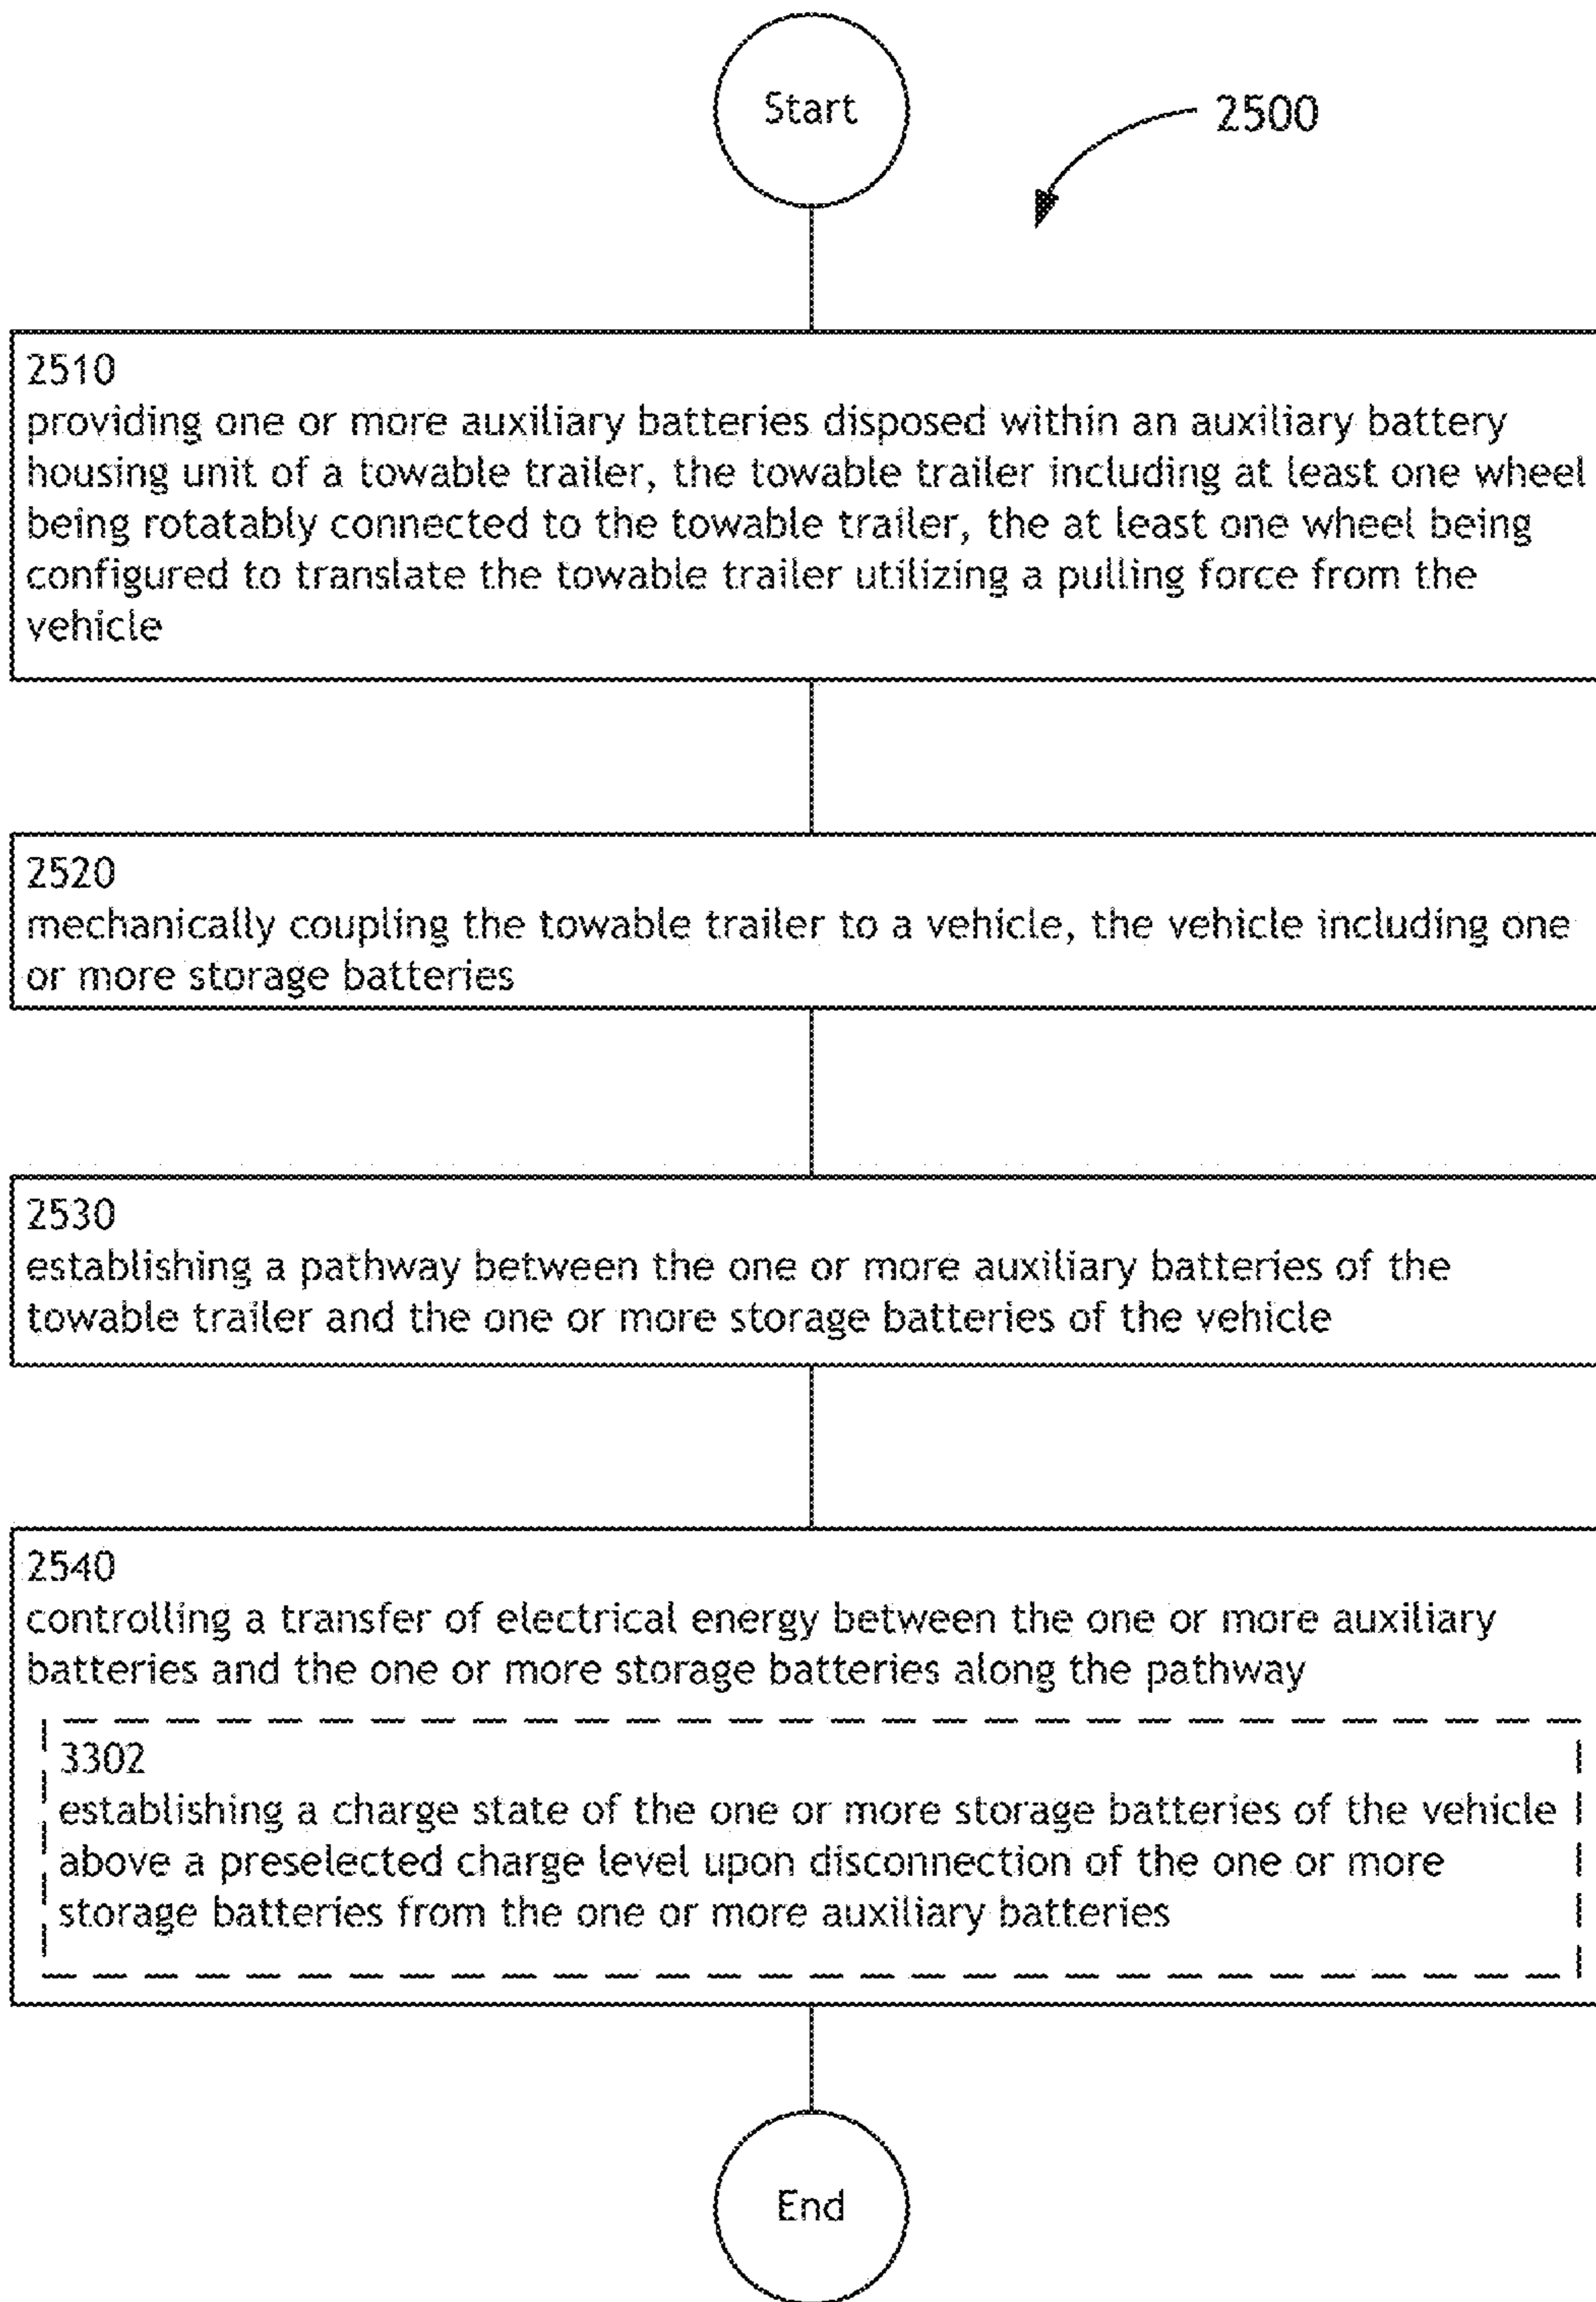 Start
2500
2510
providing one or more auxiliary batteries disposed within an auxiliary battery
housing unit of a towable trailer, the towable trailer including at least one wheel
being rotatably connected to the towable trailer, the at least one wheel being
configured to translate the towable trailer utilizing a pulling force from the
vehicle
2520
mechanically coupling the towable trailer to a vehicle, the vehicle including one
or more storage batteries
2530
establishing a pathway between the one or more auxiliary batteries of the
towable trailer and the one or more storage batteries of the vehicle
2540
controlling a transfer of electrical energy between the one or more auxiliary
batteries and the one or more storage batteries along the pathway
3302
establishing a charge state of the one or more storage batteries of the vehicle
above a preselected charge level upon disconnection of the one or more
storage batteries from the one or more auxiliary batteries
End